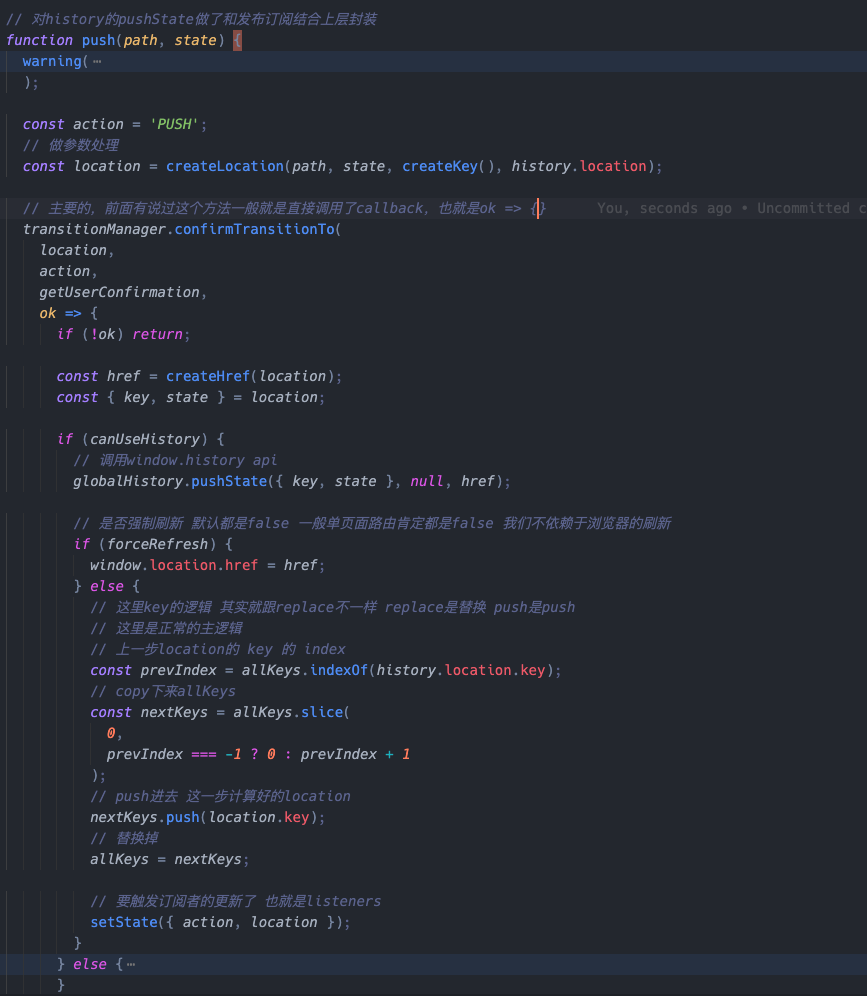 // 对history的pushState做了和发布订阅结合上层封装
function push(path, state) {
  warning(⋯
  );

  const action = 'PUSH';
  // 做参数处理
  const location = createLocation(path, state, createKey(), history.location);

  // 主要的，前面有说过这个方法一般就是直接调用了callback，也就是ok => {}      You, seconds ago • Uncommitted c
  transitionManager.confirmTransitionTo(
    location,
    action,
    getUserConfirmation,
    ok => {
      if (!ok) return;

      const href = createHref(location);
      const { key, state } = location;

      if (canUseHistory) {
        // 调用window.history api
        globalHistory.pushState({ key, state }, null, href);

        // 是否强制刷新 默认都是false 一般单页面路由肯定都是false 我们不依赖于浏览器的刷新
        if (forceRefresh) {
          window.location.href = href;
        } else {
          // 这里key的逻辑 其实就跟replace不一样 replace是替换 push是push
          // 这里是正常的主逻辑
          // 上一步location的 key 的 index
          const prevIndex = allKeys.indexOf(history.location.key);
          // copy下来allKeys
          const nextKeys = allKeys.slice(
            0,
            prevIndex === -1 ? 0 : prevIndex + 1
          );
          // push进去 这一步计算好的location
          nextKeys.push(location.key);
          // 替换掉
          allKeys = nextKeys;

          // 要触发订阅者的更新了 也就是listeners
          setState({ action, location });
        }
      } else {⋯
      }